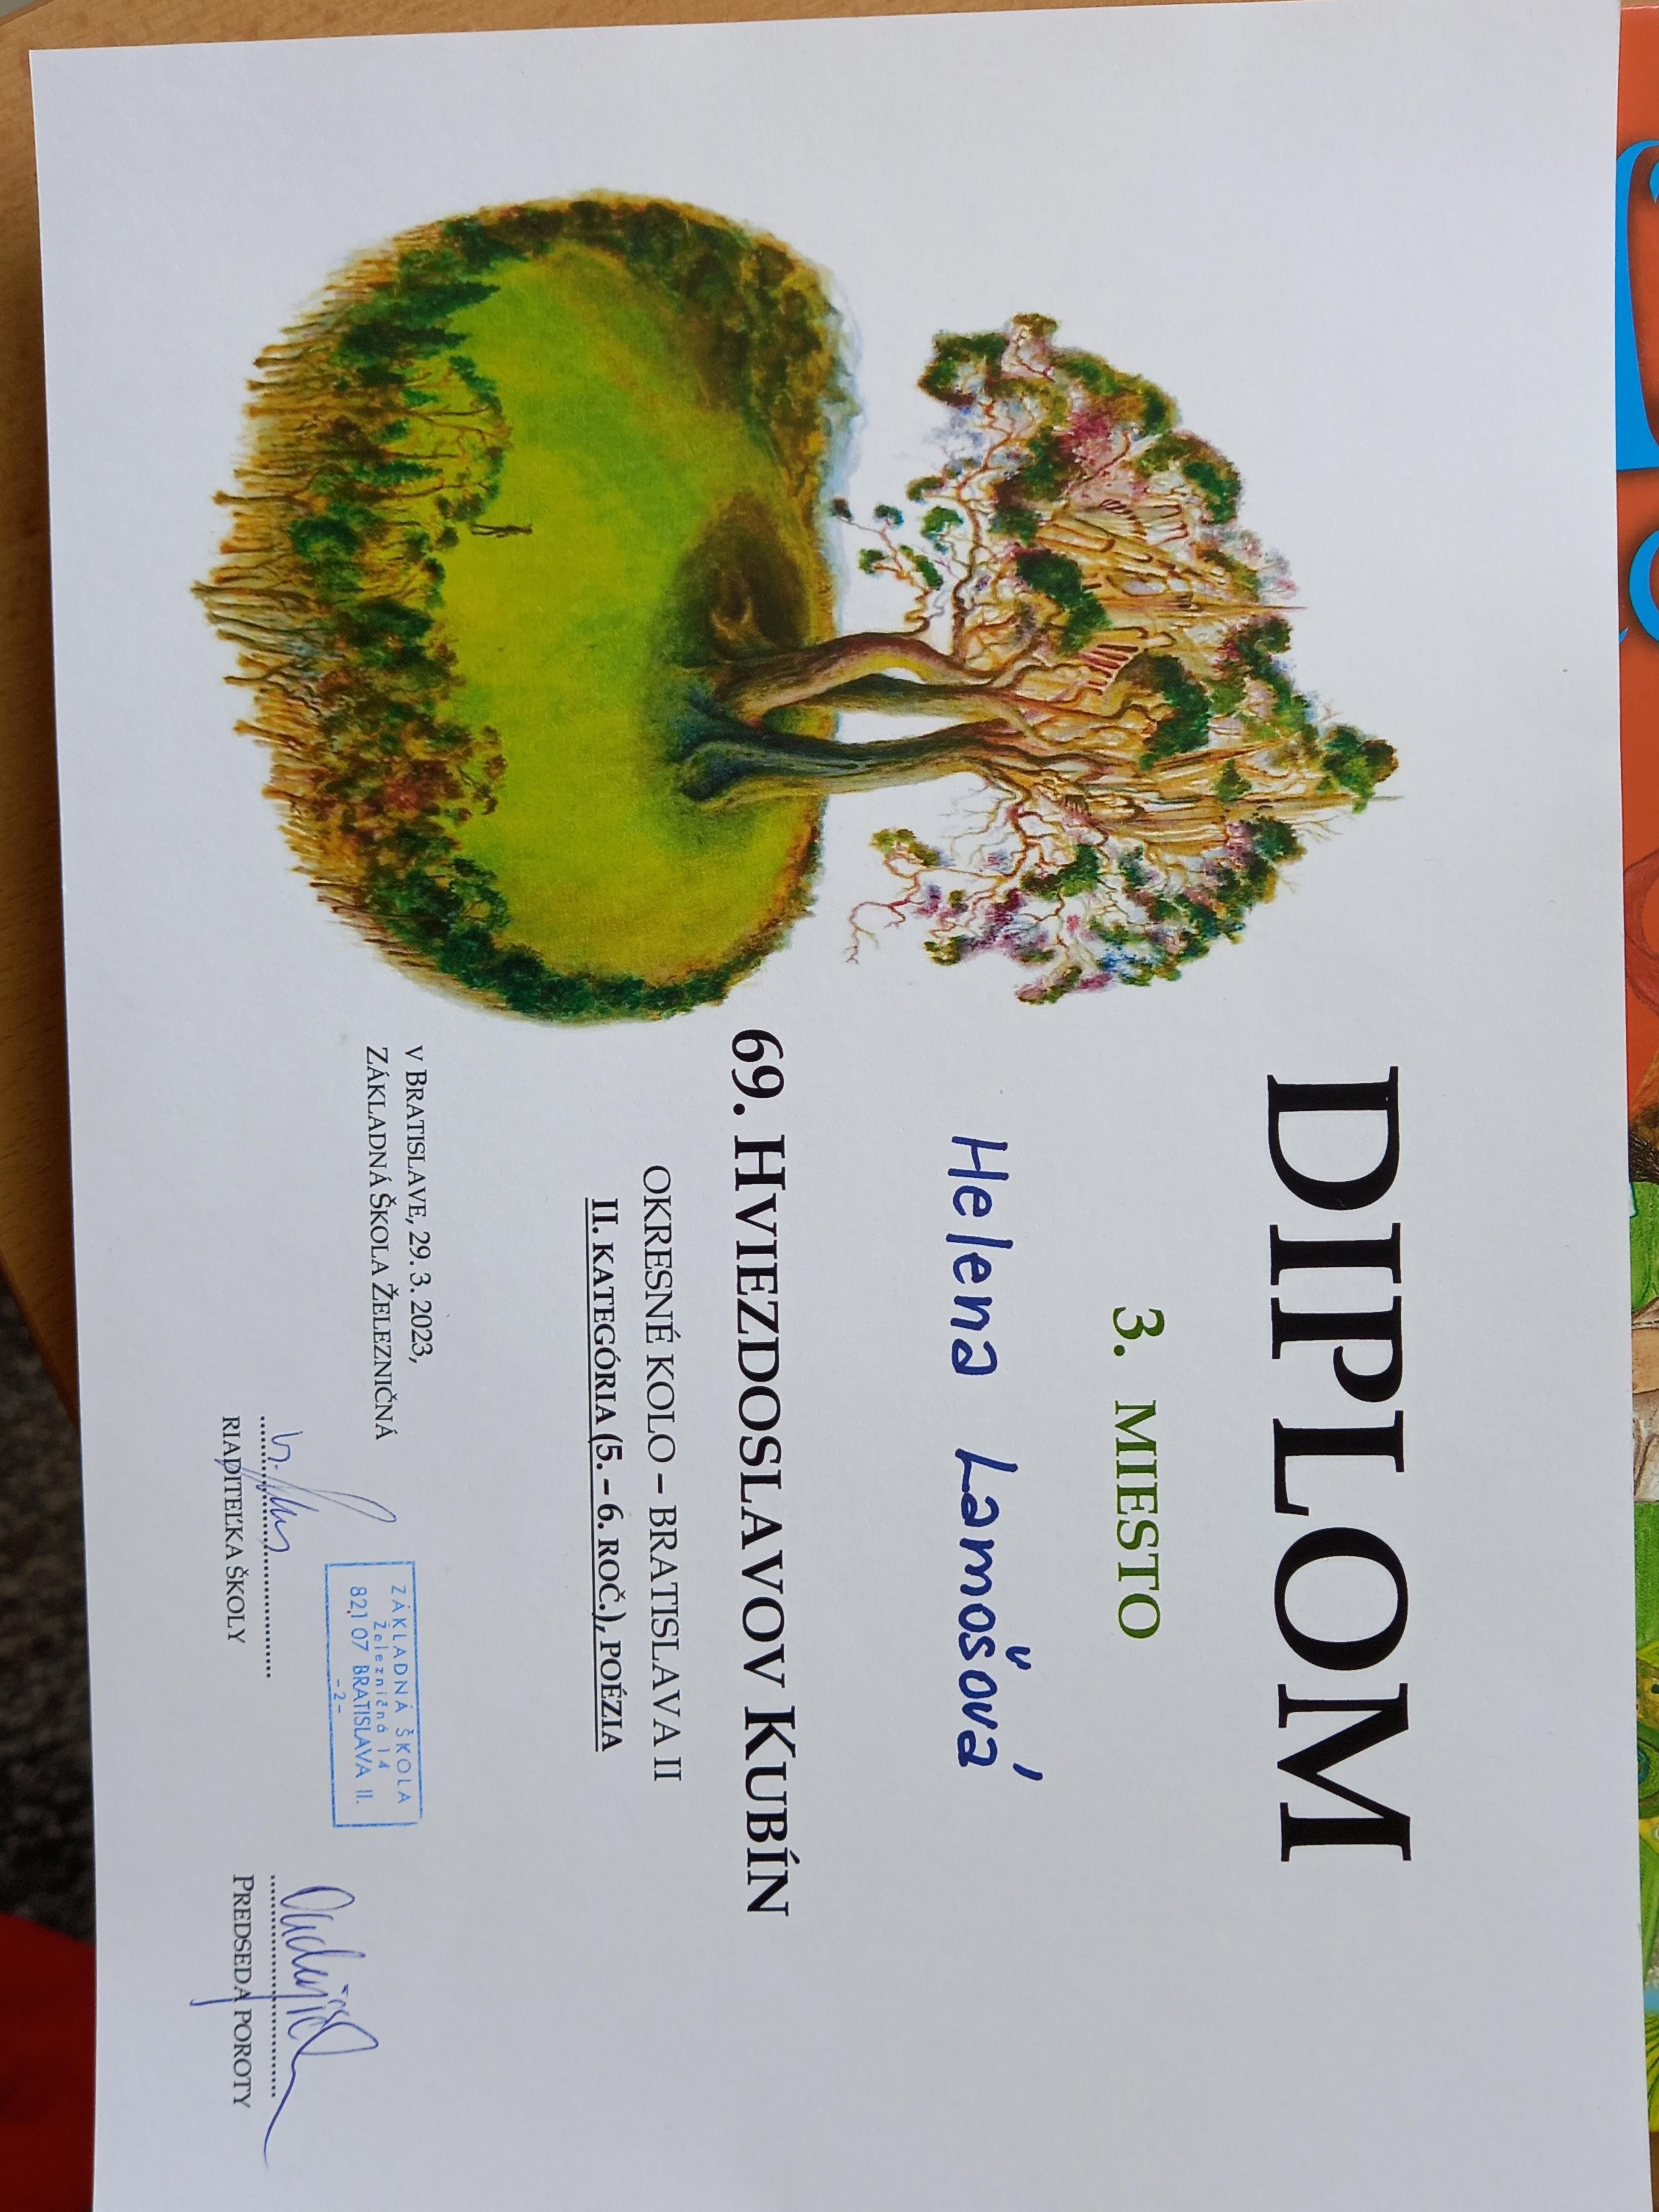 DIPLOM
3. MIESTO
Helena Lamošová
69. HVIEZDOSLAVOV KUBÍN
OKRESNÉ KOLO – BRATISLAVA II
II. KATEGÓRIA (5. – 6. ROČ.), POÉZIA
V BRATISLAVE, 29. 3. 2023,
ZÁKLADNÁ ŠKOLA ŽELEZNIČNÁ
ZÁKLADNÁ ŠKOLA
Železničná 14
821 07 BRATISLAVA II.
-2-
RIADITEĽKA ŠKOLY
PREDSEDA POROTY